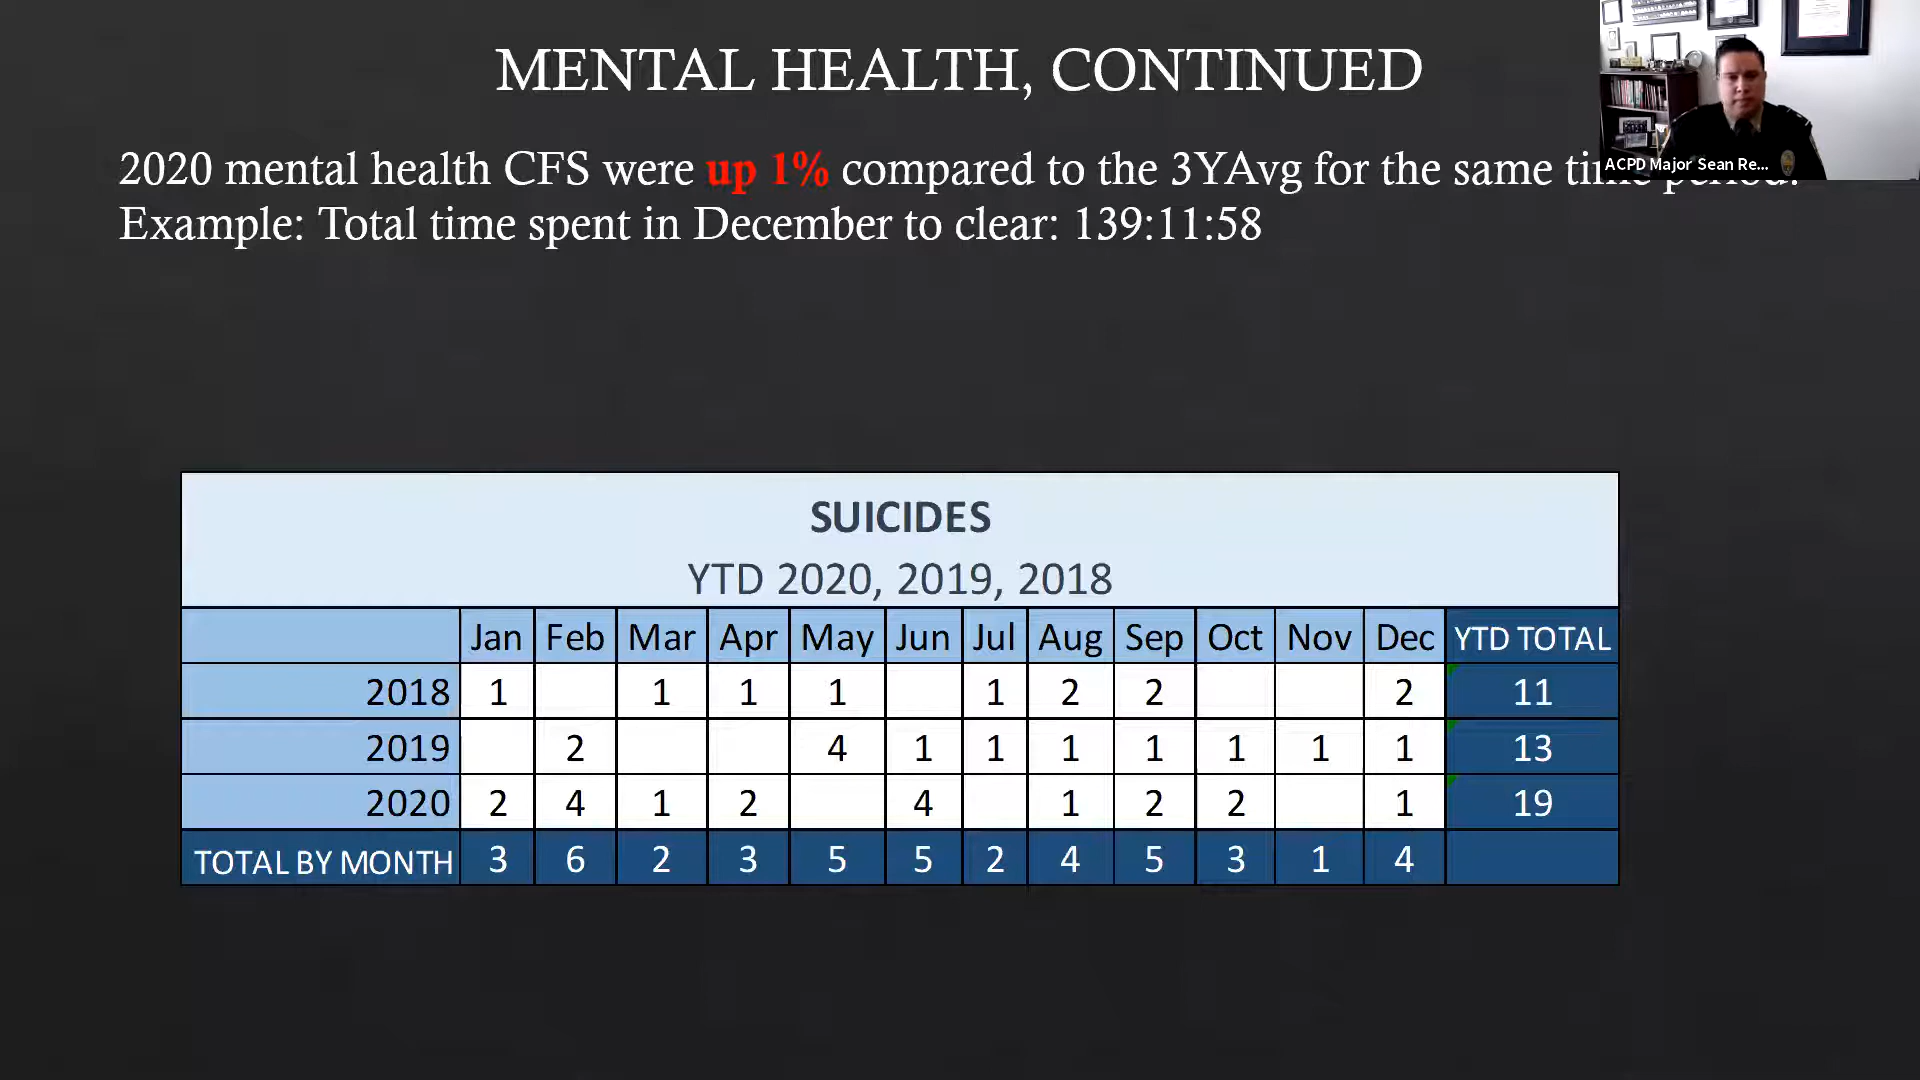 MENTAL HEALTH, CONTINUED
ACPD Major Sean Re...
2020 mental health CFS were up 1% compared to the 3YAvg for the same time period.
Example: Total time spent in December to clear: 139:11:58
SUICIDES
YTD 2020, 2019, 2018
Jan Feb Mar Apr May Jun Jul Aug Sep Oct Nov Dec YTD TOTAL
2018 1 1 1 1 1 2 2 2 11
2019 2 4 1 1 1 1 1 1 1 13
2020 2 4 1 2 4 1 2 2 1 19
TOTAL BY MONTH 3 6 2 3 5 5 2 4 5 3 1 4